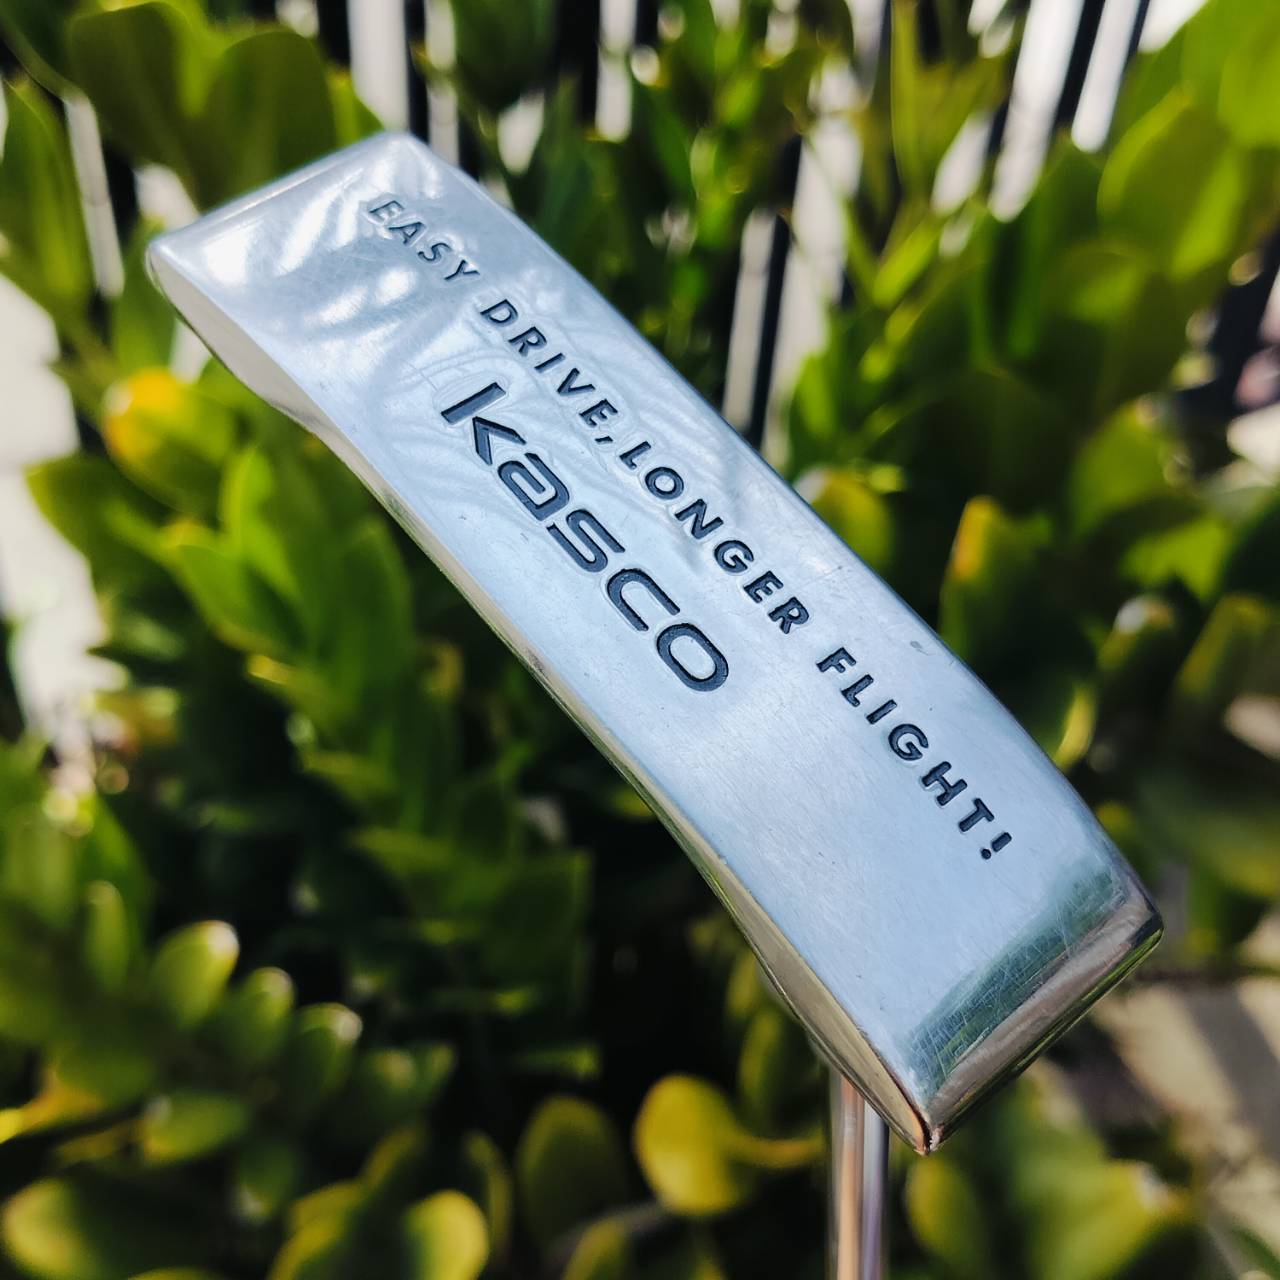 EASY DRIVE, LONGER FLIGHT!
Kasco